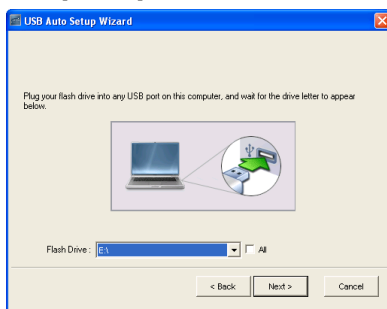 USB Auto Setup Wizard
Plug your flash drive into any USB port on this computer, and wait for the drive letter to appear
below.
Flash Drive : E:\ All
< Back Next > Cancel